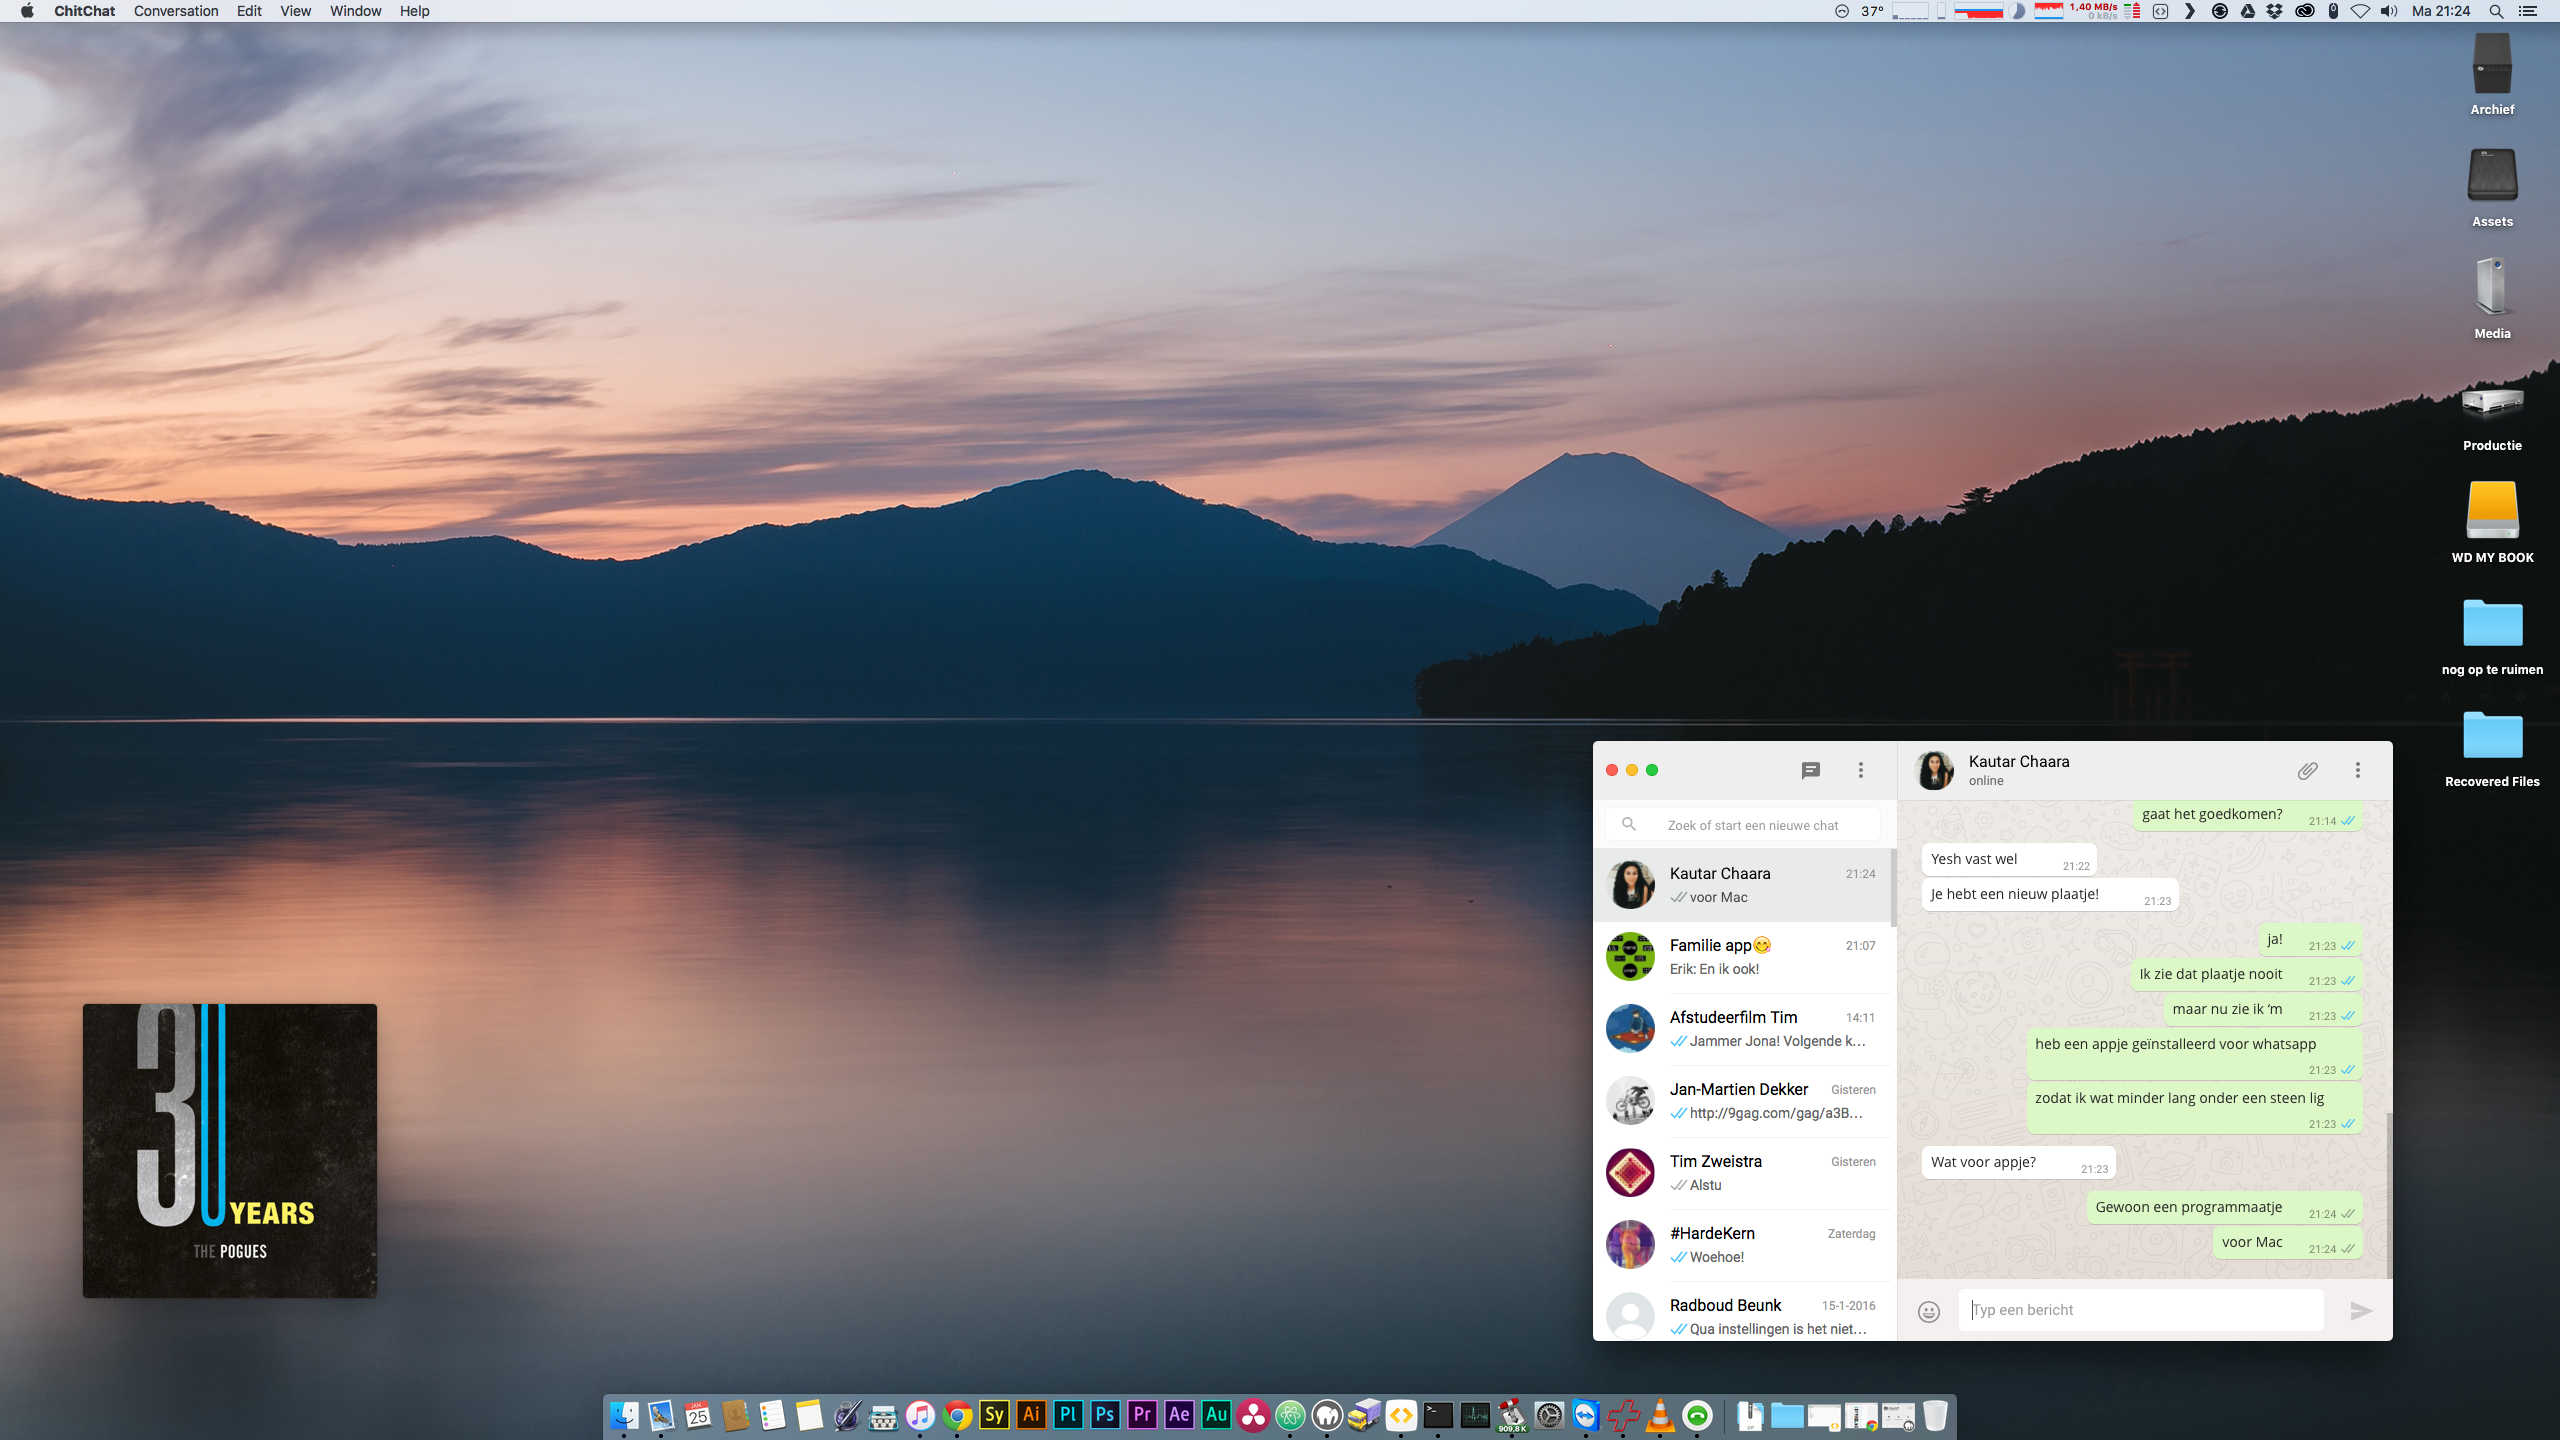 ChitChat Conversation Edit View Window Help
37° 1,40 MB/s 0 kB/s Ma 21:24
Archief
Assets
Media
Productie
WD MY BOOK
nog op te ruimen
Recovered Files
30
YEARS
THE POGUES
Zoek of start een nieuwe chat
Kautar Chaara 21:24
voor Mac
Familie app😋 21:07
Erik: En ik ook!
Afstudeerfilm Tim 14:11
Jammer Jona! Volgende k…
Jan-Martien Dekker Gisteren
http://9gag.com/gag/a3B…
Tim Zweistra Gisteren
Alstu
#HardeKern Zaterdag
Woehoe!
Radboud Beunk 15-1-2016
Qua instellingen is het niet…
Kautar Chaara
online
gaat het goedkomen? 21:14
Yesh vast wel 21:22
Je hebt een nieuw plaatje! 21:23
ja! 21:23
Ik zie dat plaatje nooit 21:23
maar nu zie ik ‘m 21:23
heb een appje geïnstalleerd voor whatsapp
21:23
zodat ik wat minder lang onder een steen lig
21:23
Wat voor appje? 21:23
Gewoon een programmaatje 21:24
voor Mac 21:24
Typ een bericht
JAN
25
Sy Ai Pl Ps Pr Ae Au
909,8 K
ZIP